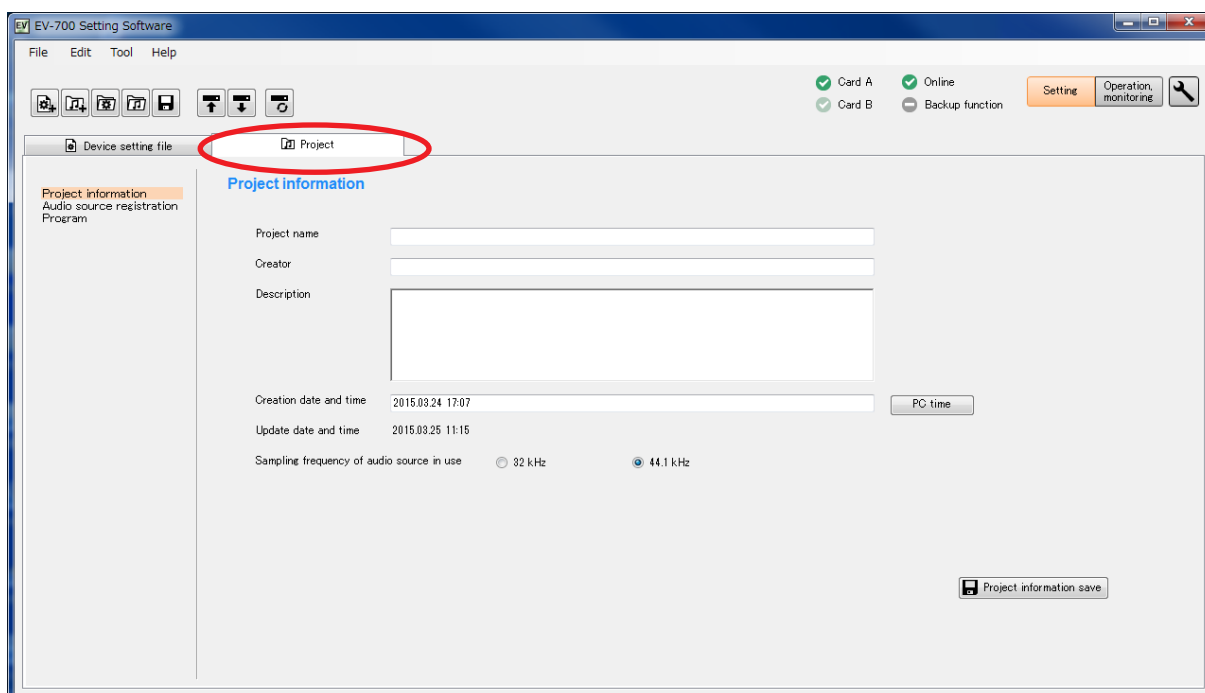 EV EV-700 Setting Software
File Edit Tool Help
Card A Online
Card B Backup function
Setting Operation, monitoring
Device setting file Project
Project information
Audio source registration
Program
Project information
Project name
Creator
Description
Creation date and time 2015.03.24 17:07 PC time
Update date and time 2015.03.25 11:15
Sampling frequency of audio source in use 32 kHz 44.1 kHz
Project information save